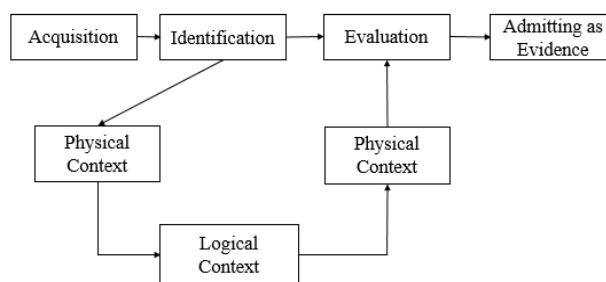 Acquisition
Identification
Evaluation
Admitting as
Evidence
Physical
Context
Physical
Context
Logical
Context